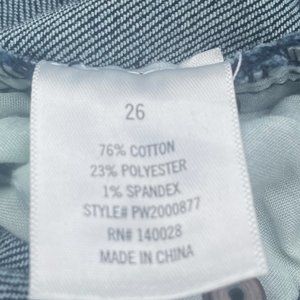 26
76% COTTON
23% POLYESTER
1% SPANDEX
STYLE# PW2000877
RN# 140028
MADE IN CHINA